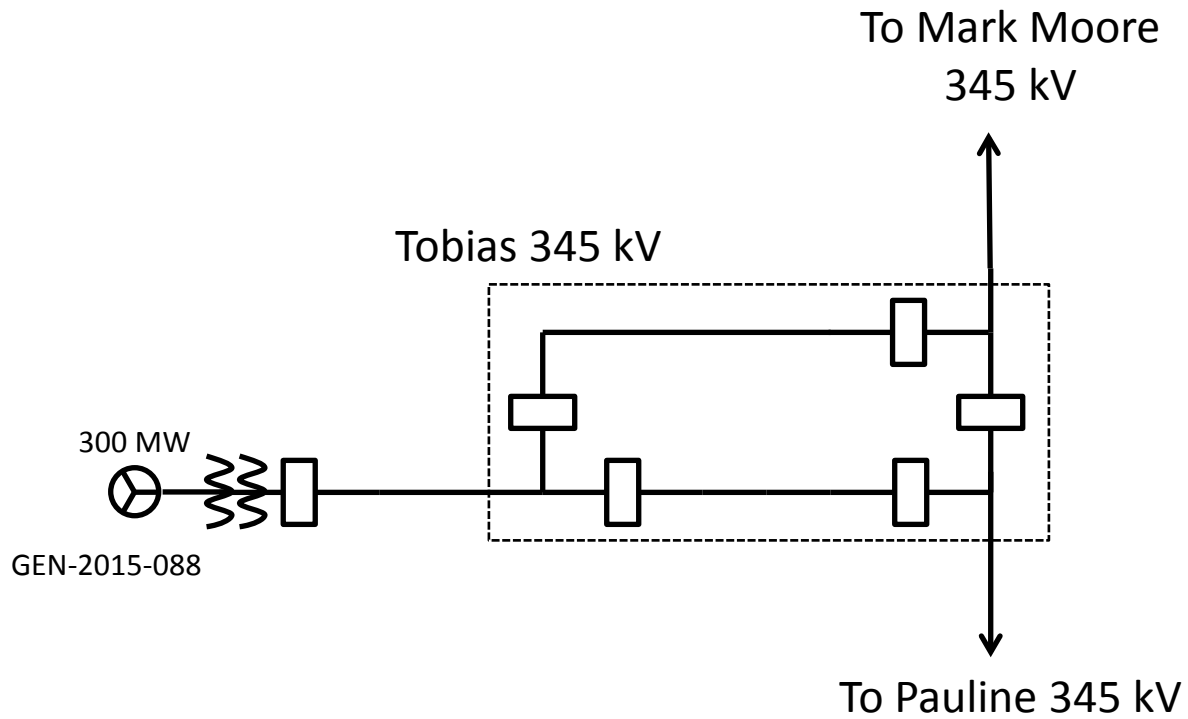 To Mark Moore
345 kV
Tobias 345 kV
300 MW
GEN-2015-088
To Pauline 345 kV